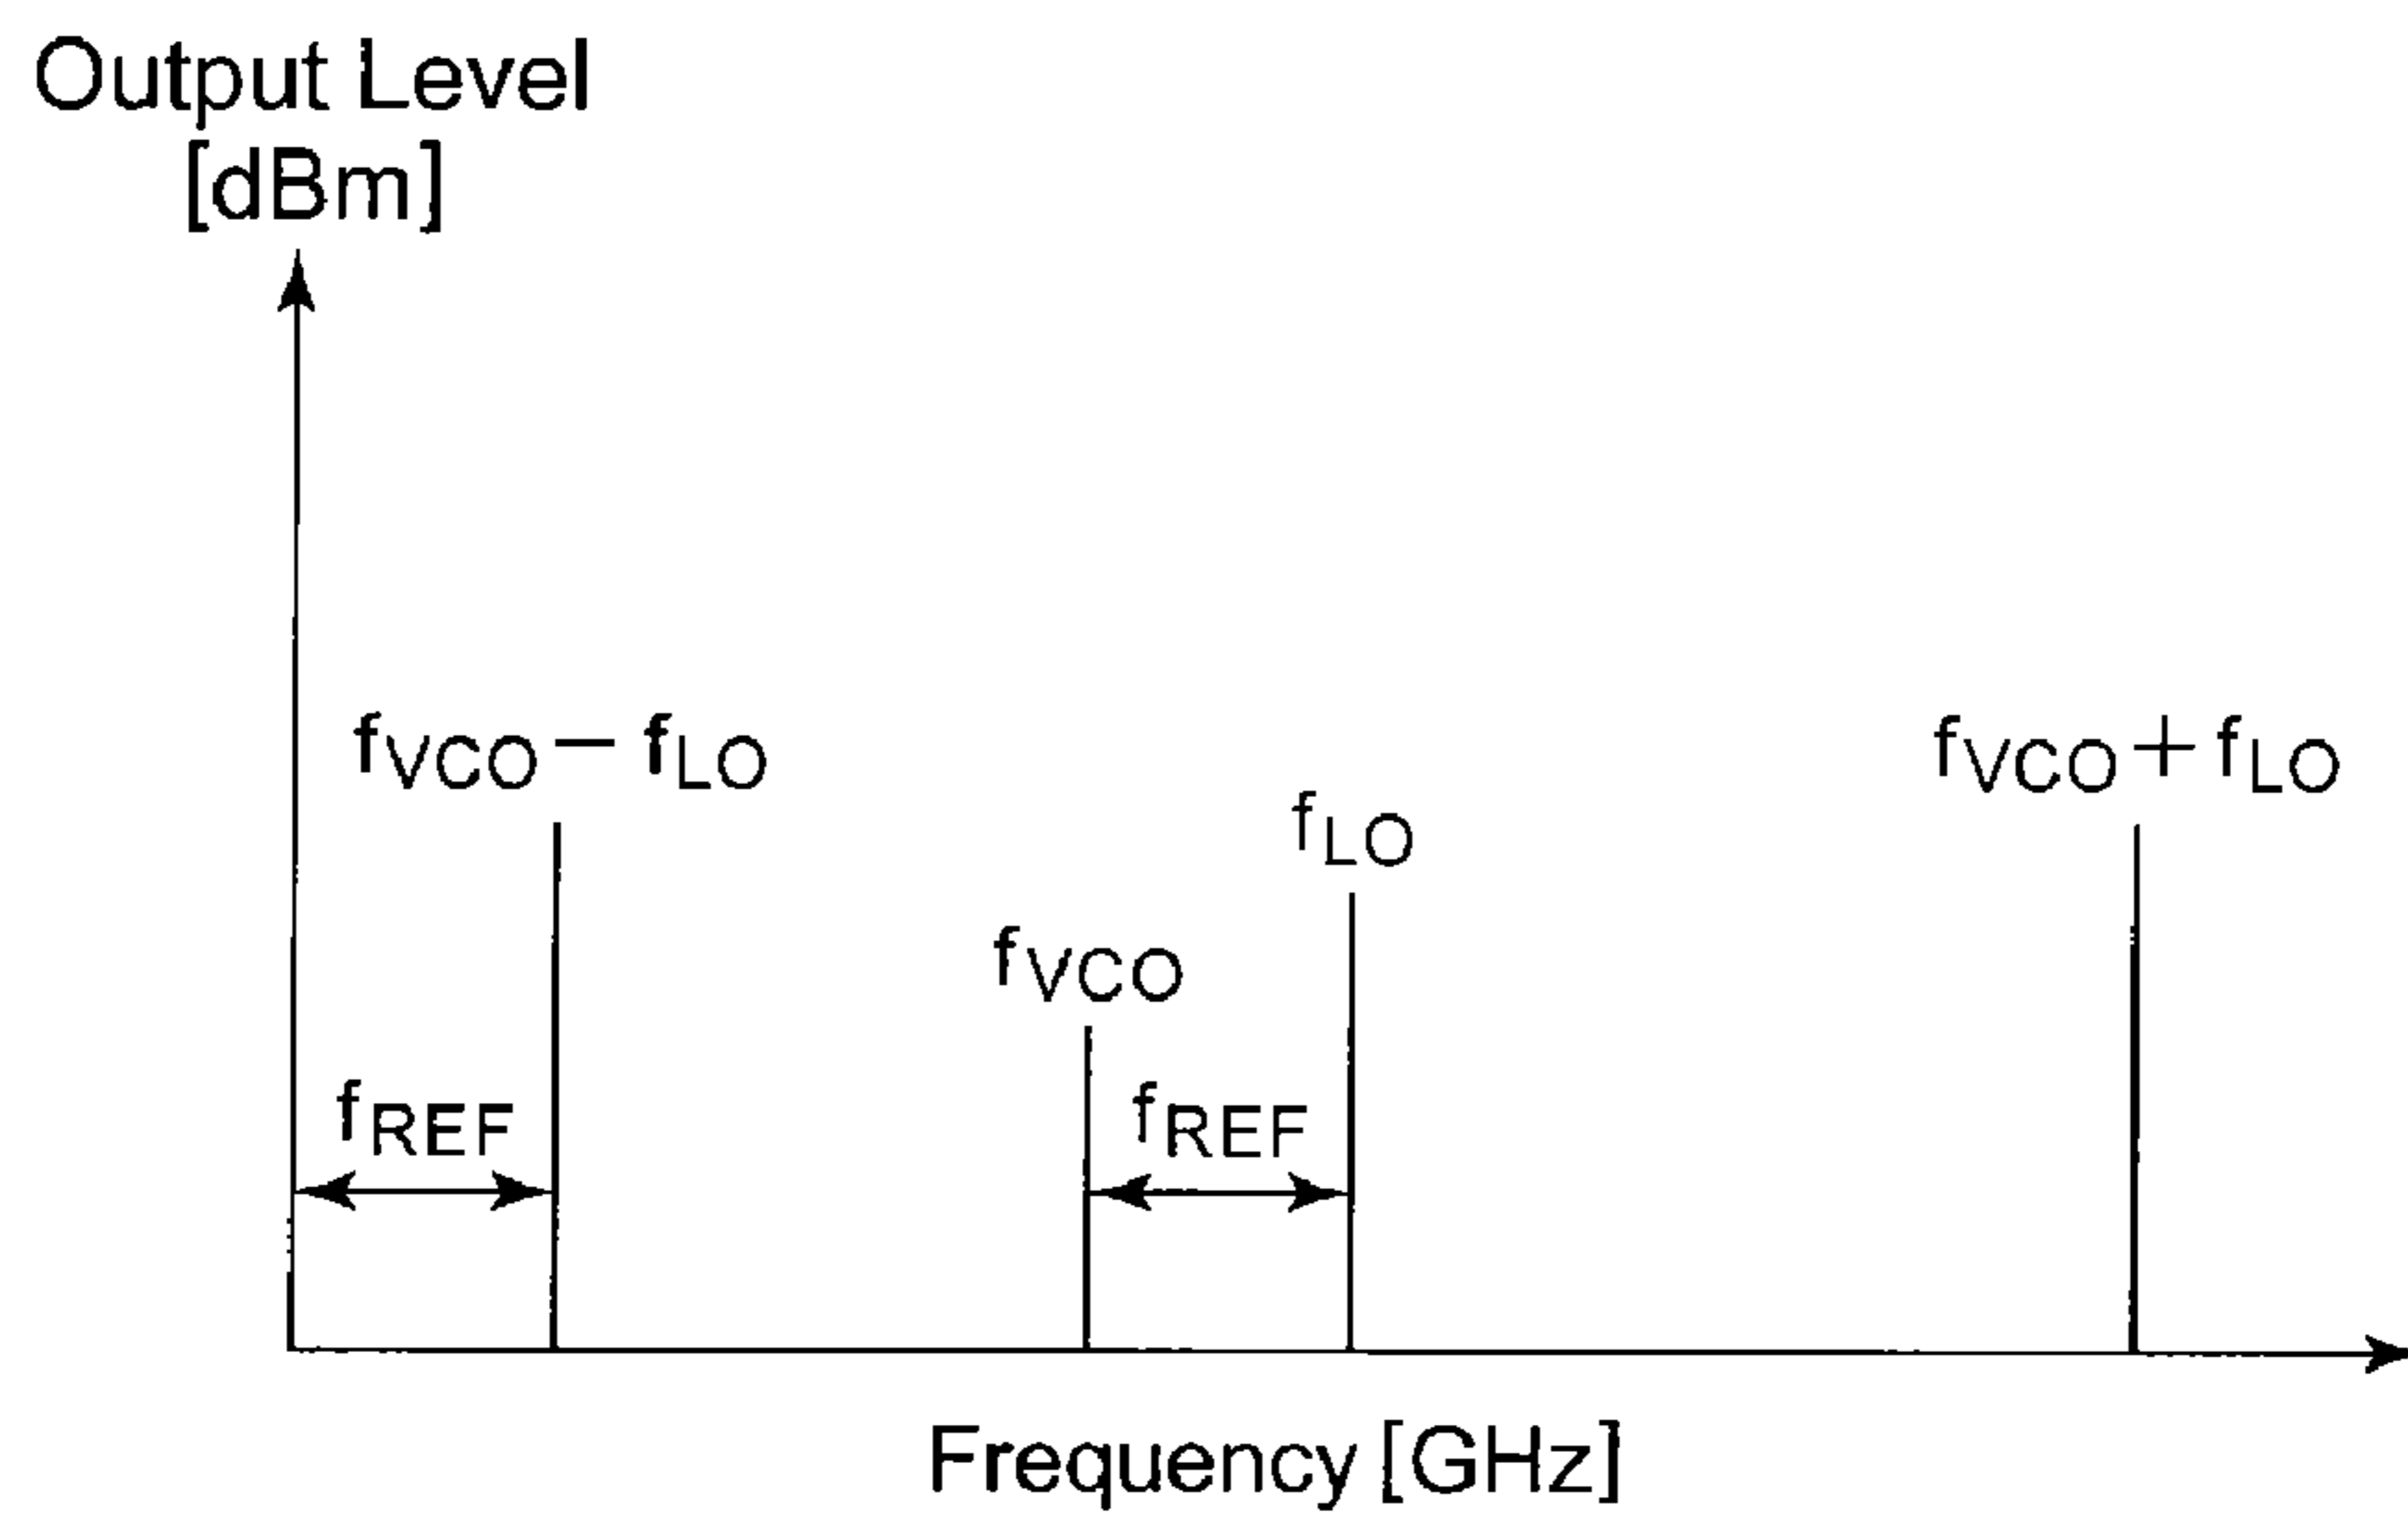 Output Level
[dBm]
fVCO− fLO
fVCO+ fLO
fLO
fVCO
fREF
fREF
Frequency [GHz]